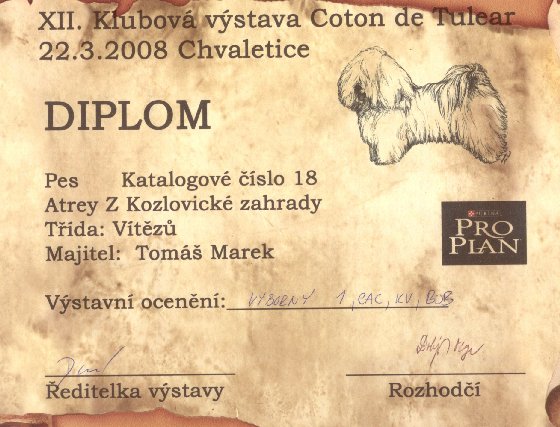 XII. Klubová výstava Coton de Tulear
22.3.2008 Chvaletice
DIPLOM
Pes Katalogové číslo 18
Atrey Z Kozlovické zahrady
Třída: Vítězů
Majitel: Tomáš Marek
PURINA
PRO
PLAN
Výstavní ocenění: VÝBORNÝ 1, CAC, KV, BOB
Ředitelka výstavy
Rozhodčí